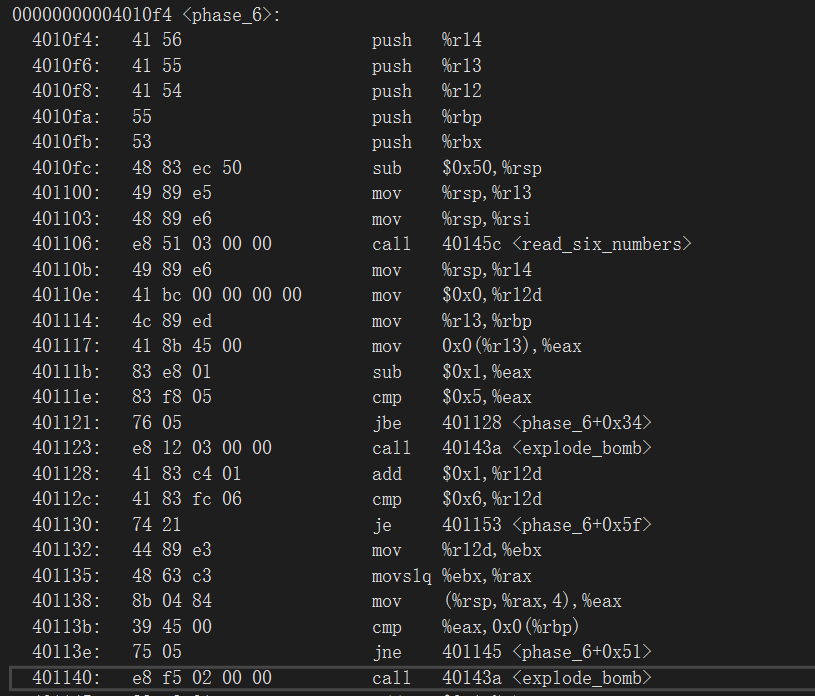 00000000004010f4 <phase_6>:
4010f4: 41 56 push %r14
4010f6: 41 55 push %r13
4010f8: 41 54 push %r12
4010fa: 55 push %rbp
4010fb: 53 push %rbx
4010fc: 48 83 ec 50 sub $0x50,%rsp
401100: 49 89 e5 mov %rsp,%r13
401103: 48 89 e6 mov %rsp,%rsi
401106: e8 51 03 00 00 call 40145c <read_six_numbers>
40110b: 49 89 e6 mov %rsp,%r14
40110e: 41 bc 00 00 00 00 mov $0x0,%r12d
401114: 4c 89 ed mov %r13,%rbp
401117: 41 8b 45 00 mov 0x0(%r13),%eax
40111b: 83 e8 01 sub $0x1,%eax
40111e: 83 f8 05 cmp $0x5,%eax
401121: 76 05 jbe 401128 <phase_6+0x34>
401123: e8 12 03 00 00 call 40143a <explode_bomb>
401128: 41 83 c4 01 add $0x1,%r12d
40112c: 41 83 fc 06 cmp $0x6,%r12d
401130: 74 21 je 401153 <phase_6+0x5f>
401132: 44 89 e3 mov %r12d,%ebx
401135: 48 63 c3 movslq %ebx,%rax
401138: 8b 04 84 mov (%rsp,%rax,4),%eax
40113b: 39 45 00 cmp %eax,0x0(%rbp)
40113e: 75 05 jne 401145 <phase_6+0x51>
401140: e8 f5 02 00 00 call 40143a <explode_bomb>